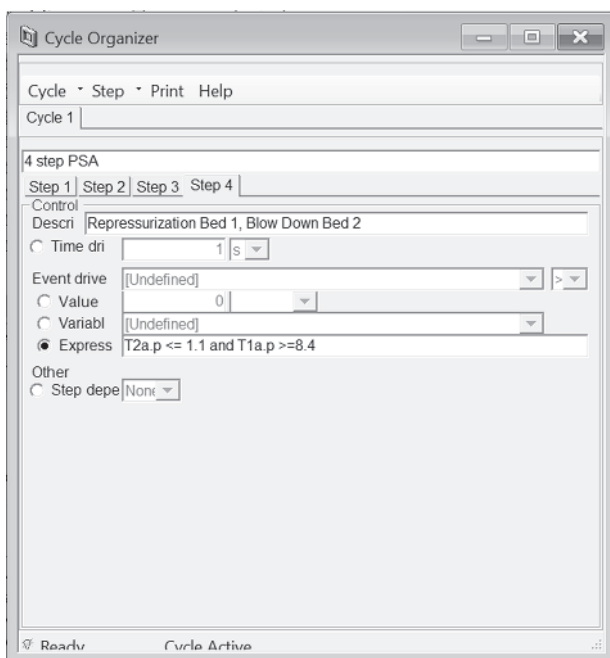 Cycle Organizer
Cycle Step Print Help
Cycle 1
4 step PSA
Step 1 Step 2 Step 3 Step 4
Control
Descri Repressurization Bed 1, Blow Down Bed 2
Time dri 1 s
Event drive [Undefined] >
Value 0
Variabl [Undefined]
Express T2a.p <= 1.1 and T1a.p >=8.4
Other
Step depe None
Ready Cycle Active